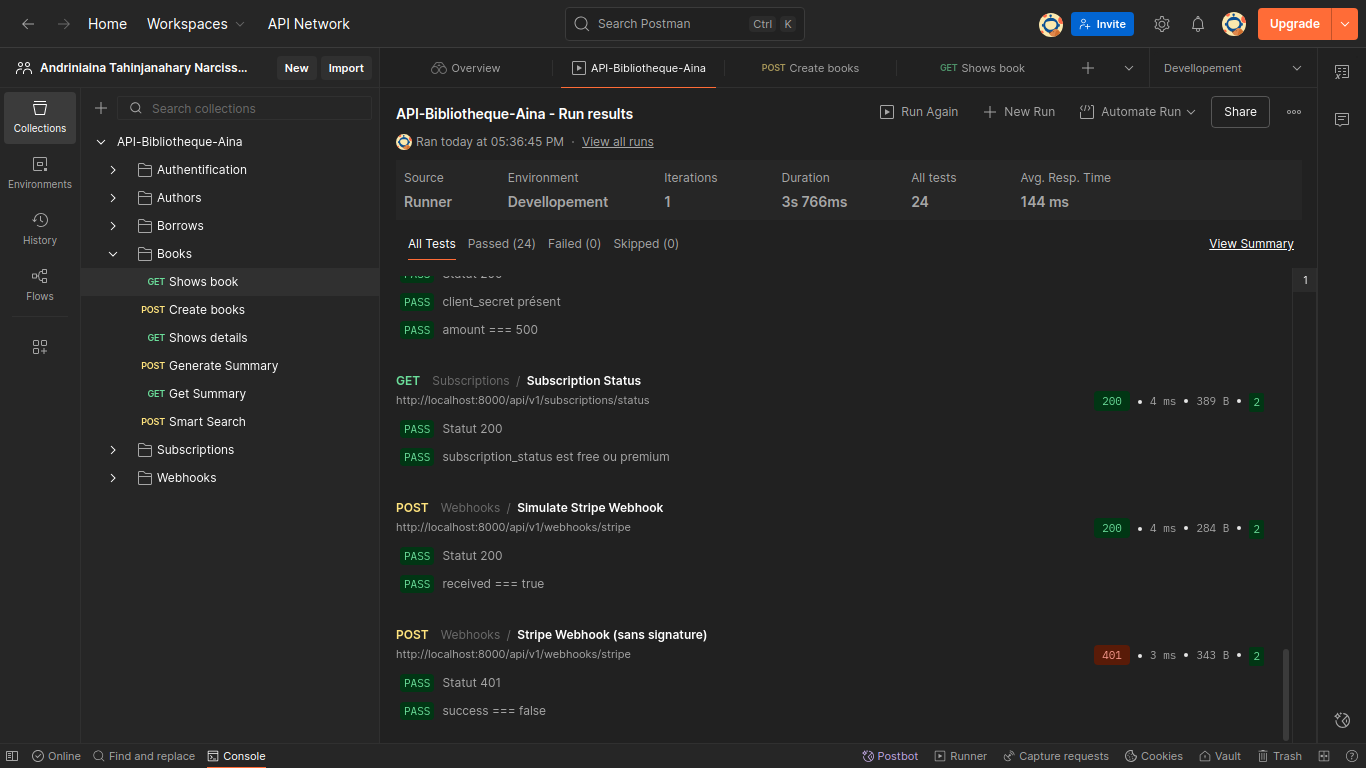 Home Workspaces API Network Search Postman Ctrl K Invite Upgrade
Andriniaina Tahinjanahary Narciss... New Import Overview API-Bibliotheque-Aina POST Create books GET Shows book Devellopement
Collections
Environments
History
Flows
Search collections
API-Bibliotheque-Aina
Authentification
Authors
Borrows
Books
GET Shows book
POST Create books
GET Shows details
POST Generate Summary
GET Get Summary
POST Smart Search
Subscriptions
Webhooks
API-Bibliotheque-Aina - Run results Run Again New Run Automate Run Share
Ran today at 05:36:45 PM · View all runs
Source Environment Iterations Duration All tests Avg. Resp. Time
Runner Devellopement 1 3s 766ms 24 144 ms
All Tests Passed (24) Failed (0) Skipped (0) View Summary
1
PASS Statut 200
PASS client_secret présent
PASS amount === 500
GET Subscriptions / Subscription Status
http://localhost:8000/api/v1/subscriptions/status 200 • 4 ms • 389 B • 2
PASS Statut 200
PASS subscription_status est free ou premium
POST Webhooks / Simulate Stripe Webhook
http://localhost:8000/api/v1/webhooks/stripe 200 • 4 ms • 284 B • 2
PASS Statut 200
PASS received === true
POST Webhooks / Stripe Webhook (sans signature)
http://localhost:8000/api/v1/webhooks/stripe 401 • 3 ms • 343 B • 2
PASS Statut 401
PASS success === false
Online Find and replace Console Postbot Runner Capture requests Cookies Vault Trash